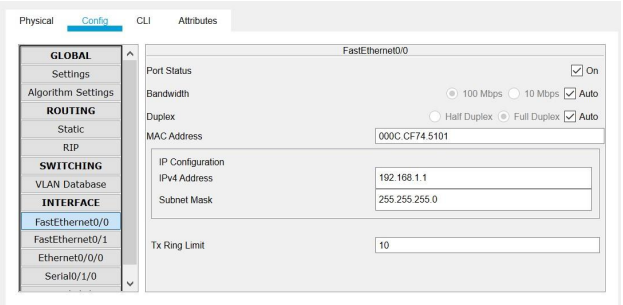 Physical Config CLI Attributes
GLOBAL
Settings
Algorithm Settings
ROUTING
Static
RIP
SWITCHING
VLAN Database
INTERFACE
FastEthernet0/0
FastEthernet0/1
Ethernet0/0/0
Serial0/1/0
FastEthernet0/0
Port Status On
Bandwidth 100 Mbps 10 Mbps Auto
Duplex Half Duplex Full Duplex Auto
MAC Address 000C.CF74.5101
IP Configuration
IPv4 Address 192.168.1.1
Subnet Mask 255.255.255.0
Tx Ring Limit 10